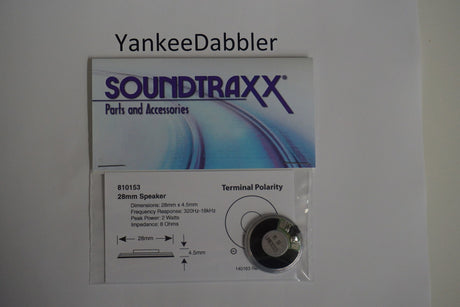 YankeeDabbler
SOUNDTRAXX®
Parts and Accessories
810153
28mm Speaker
Dimensions: 28mm x 4.5mm
Frequency Response: 320Hz-18kHz
Peak Power: 2 Watts
Impedance: 8 Ohms
Terminal Polarity
28mm
4.5mm